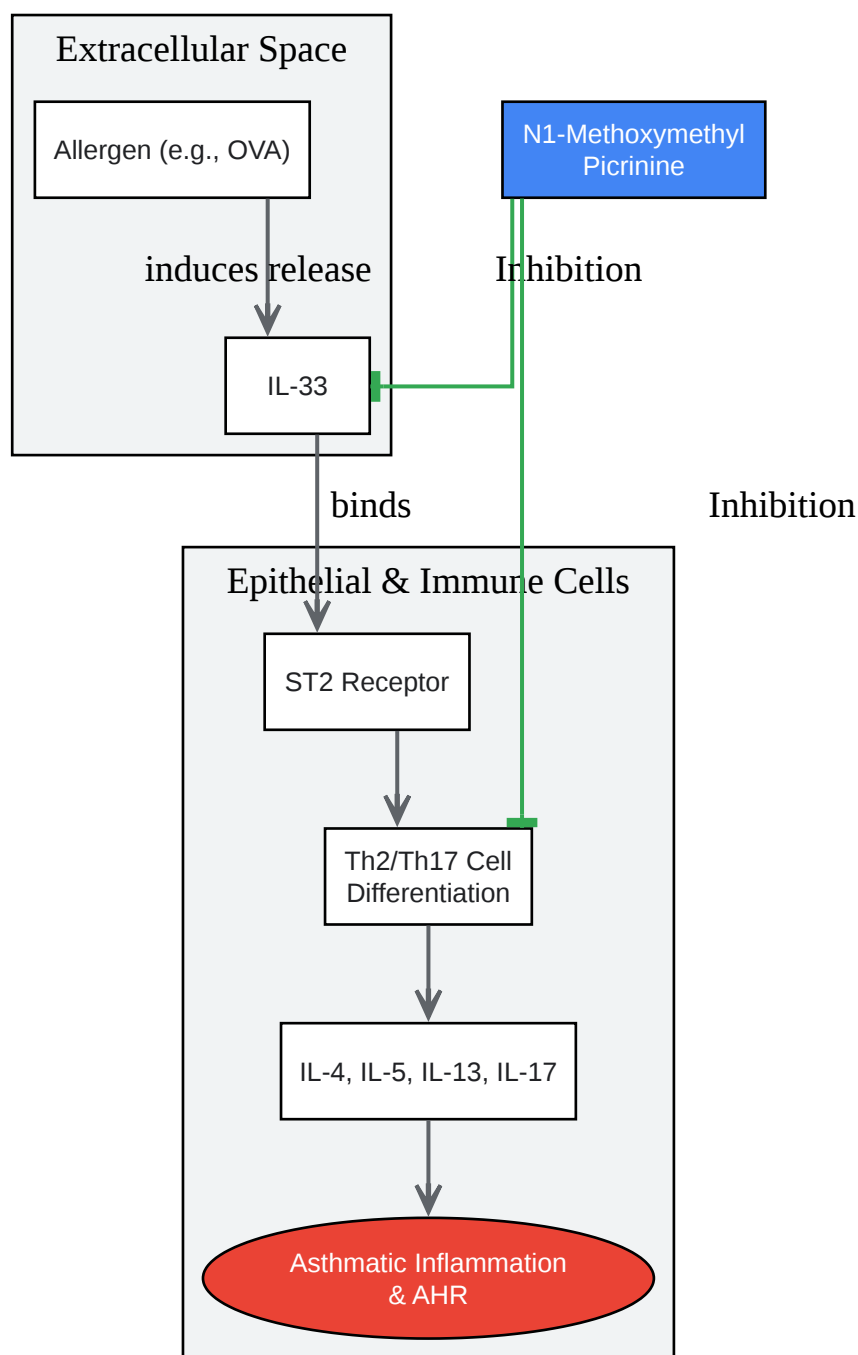 Extracellular Space
Allergen (e.g., OVA)
N1-Methoxymethyl
Picrinine
induces release
Inhibition
IL-33
binds
Inhibition
Epithelial & Immune Cells
ST2 Receptor
Th2/Th17 Cell
Differentiation
IL-4, IL-5, IL-13, IL-17
Asthmatic Inflammation
& AHR